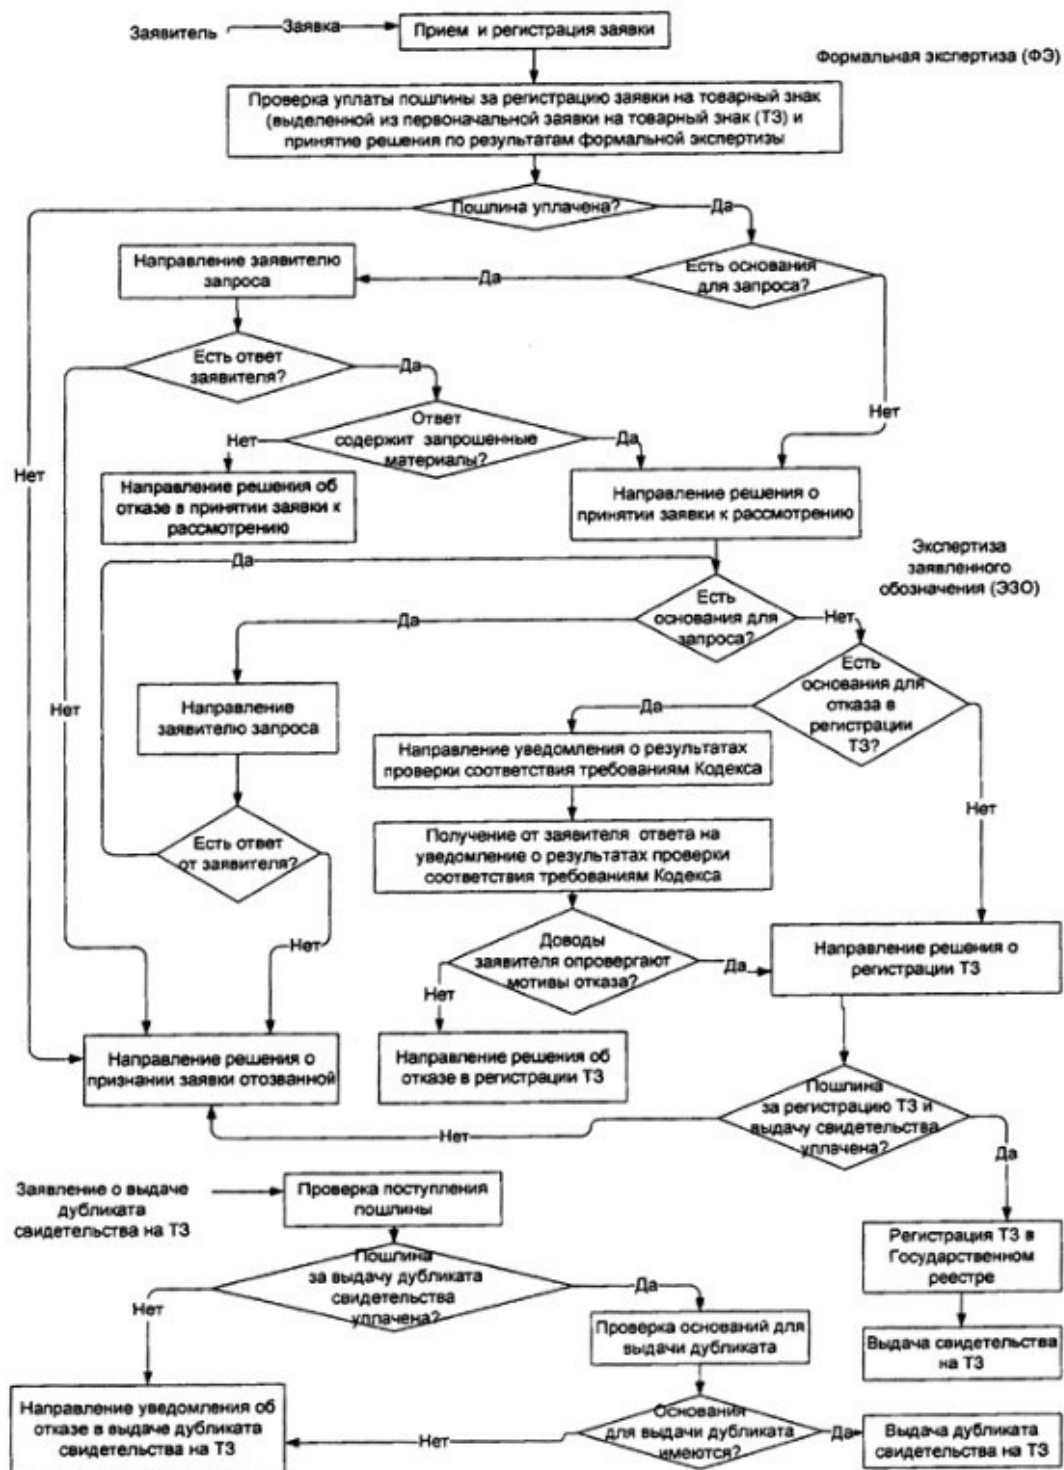 Заявитель
Заявка
Прием и регистрация заявки
Формальная экспертиза (ФЭ)
Проверка уплаты пошлины за регистрацию заявки на товарный знак
(выделенной из первоначальной заявки на товарный знак (ТЗ) и
принятие решения по результатам формальной экспертизы
Пошлина уплачена?
Да
Направление заявителю
запроса
Да
Есть основания
для запроса?
Есть ответ
заявителя?
Да
Нет
Ответ
содержит запрошенные
материалы?
Нет
Да
Нет
Направление решения об
отказе в принятии заявки к
рассмотрению
Направление решения о
принятии заявки к рассмотрению
Да
Экспертиза
заявленного
обозначения (ЭЗО)
Есть
основания для
запроса?
Да
Нет
Есть
основания для
отказа в
регистрации
ТЗ?
Нет
Направление
заявителю запроса
Да
Направление уведомления о результатах
проверки соответствия требованиям Кодекса
Нет
Есть ответ
от заявителя?
Получение от заявителя ответа на
уведомление о результатах проверки
соответствия требованиям Кодекса
Нет
Доводы
заявителя опровергают
мотивы отказа?
Да
Направление решения о
регистрации ТЗ
Нет
Направление решения о
признании заявки отозванной
Направление решения об
отказе в регистрации ТЗ
Пошлина
за регистрацию ТЗ и
выдачу свидетельства
уплачена?
Нет
Да
Заявление о выдаче
дубликата
свидетельства на ТЗ
Проверка поступления
пошлины
Регистрация ТЗ в
Государственном
реестре
Пошлина
за выдачу дубликата
свидетельства
уплачена?
Нет
Да
Проверка оснований для
выдачи дубликата
Выдача свидетельства
на ТЗ
Направление уведомления об
отказе в выдаче дубликата
свидетельства на ТЗ
Нет
Основания
для выдачи дубликата
имеются?
Да
Выдача дубликата
свидетельства на ТЗ